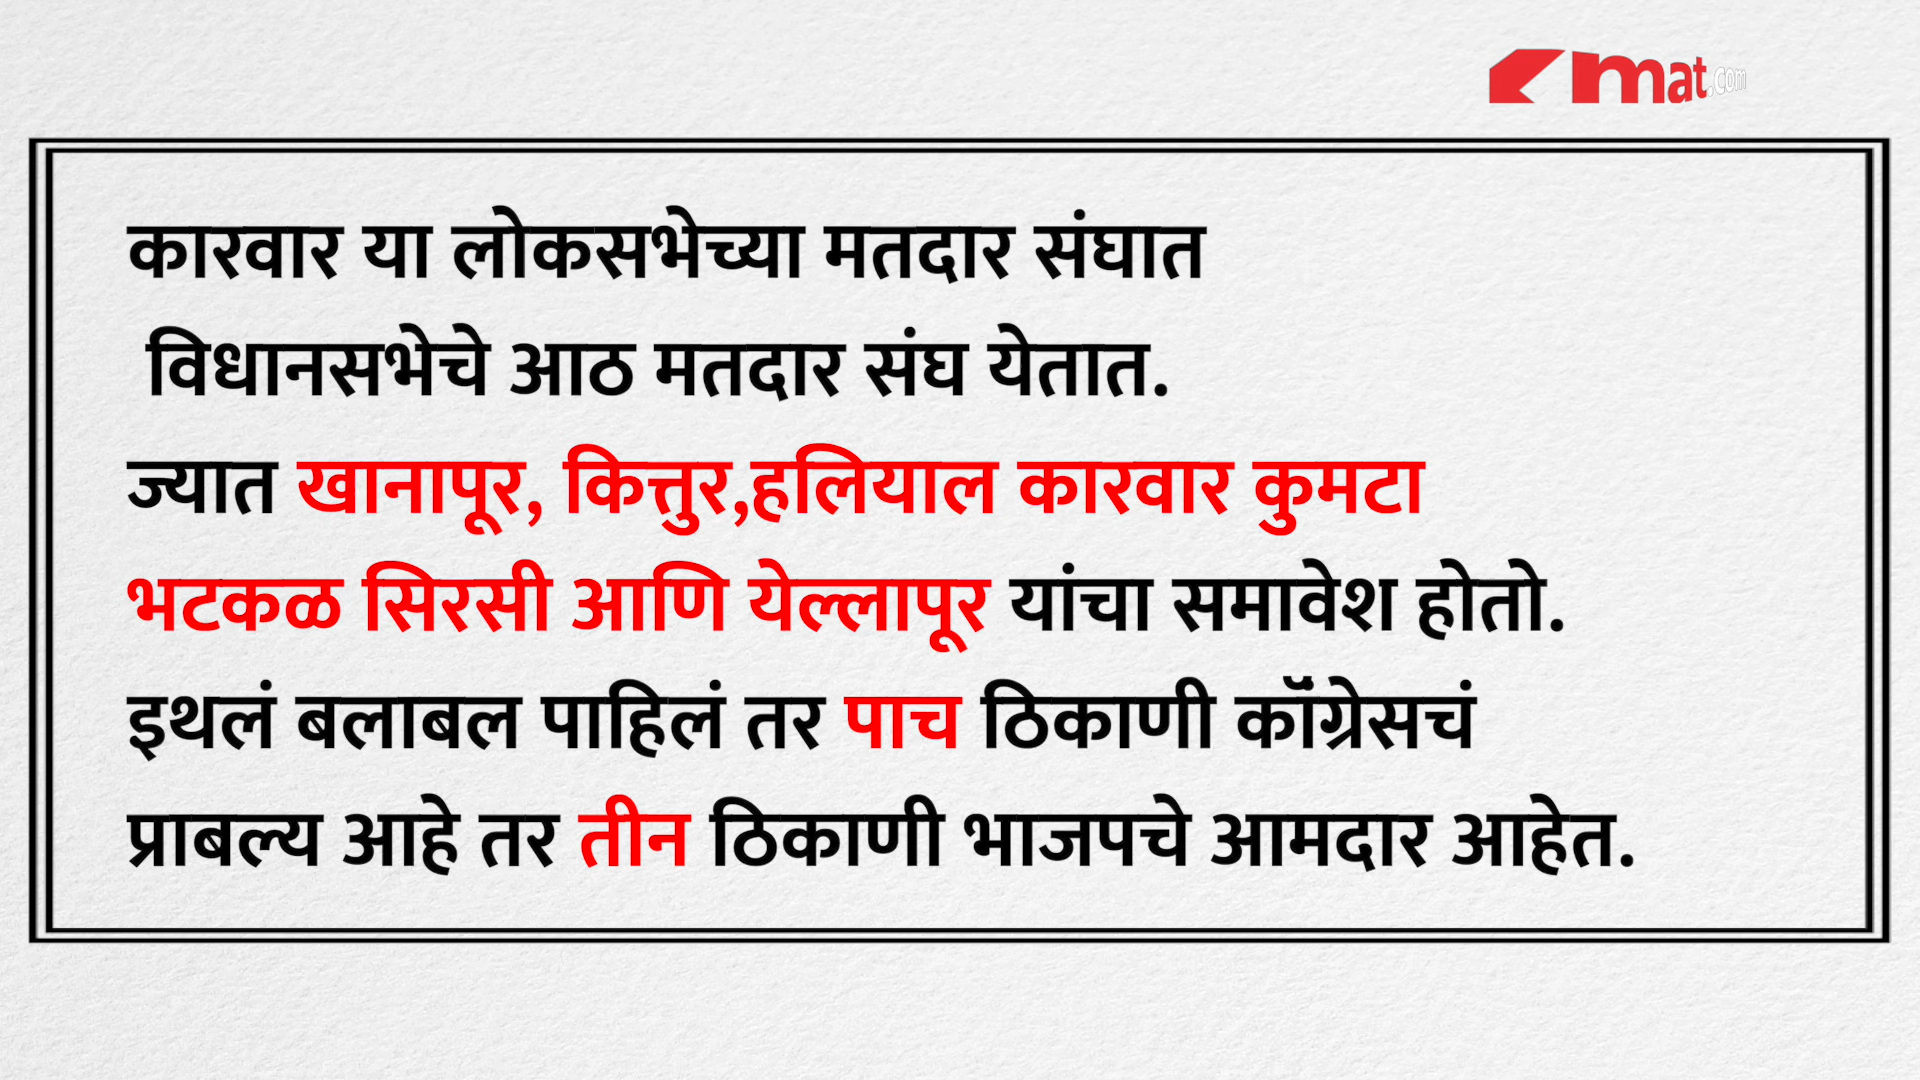 mat.com
कारवार या लोकसभेच्या मतदार संघात
विधानसभेचे आठ मतदार संघ येतात.
ज्यात खानापूर, कित्तुर,हलियाल कारवार कुमटा
भटकळ सिरसी आणि येल्लापूर यांचा समावेश होतो.
इथलं बलाबल पाहिलं तर पाच ठिकाणी कॉंग्रेसचं
प्राबल्य आहे तर तीन ठिकाणी भाजपचे आमदार आहेत.